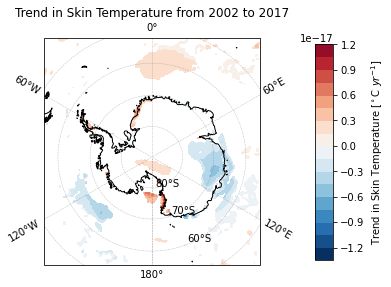 Trend in Skin Temperature from 2002 to 2017
0°
1e−17
60°W
60°E
80°S
70°S
60°S
120°W
120°E
180°
1.2
0.9
0.6
0.3
0.0
−0.3
−0.6
−0.9
−1.2
Trend in Skin Temperature [° C yr⁻¹]